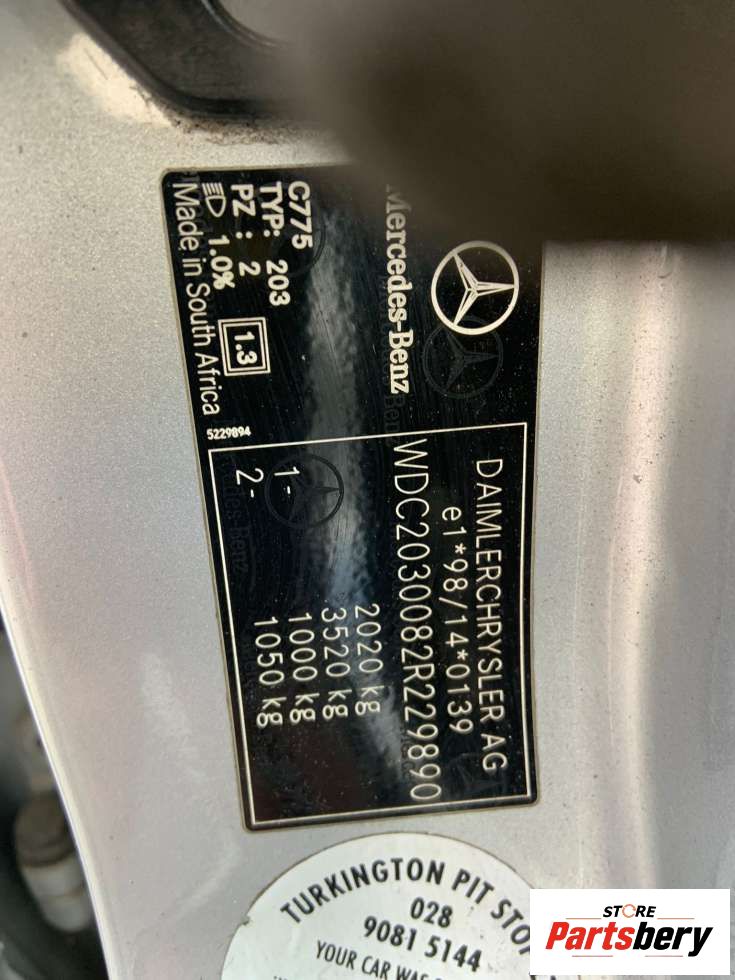 Mercedes-Benz
C775
TYP: 203
PZ : 2
1.0%
1.3
Made in South Africa
5229894
DAIMLERCHRYSLER AG
e1*98/14*0139
WDC2030082R229890
2020 kg
3520 kg
1- 1000 kg
2- 1050 kg
TURKINGTON PIT STOP
028
9081 5144
YOUR CAR WAS
STORE
Partsbery